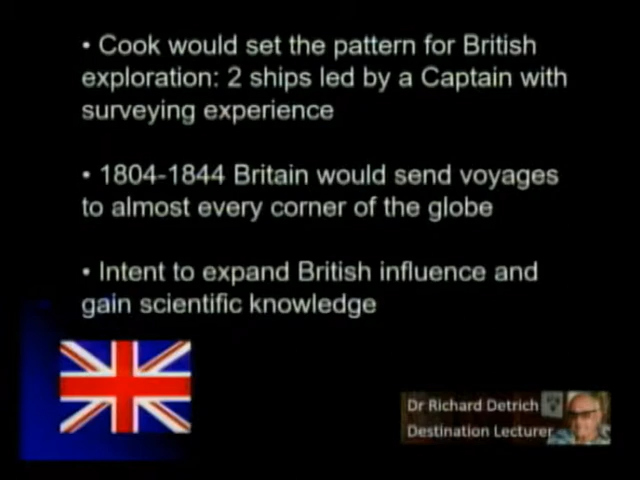 • Cook would set the pattern for British
exploration: 2 ships led by a Captain with
surveying experience
• 1804-1844 Britain would send voyages
to almost every corner of the globe
• Intent to expand British influence and
gain scientific knowledge
Dr Richard Detrich
Destination Lecturer